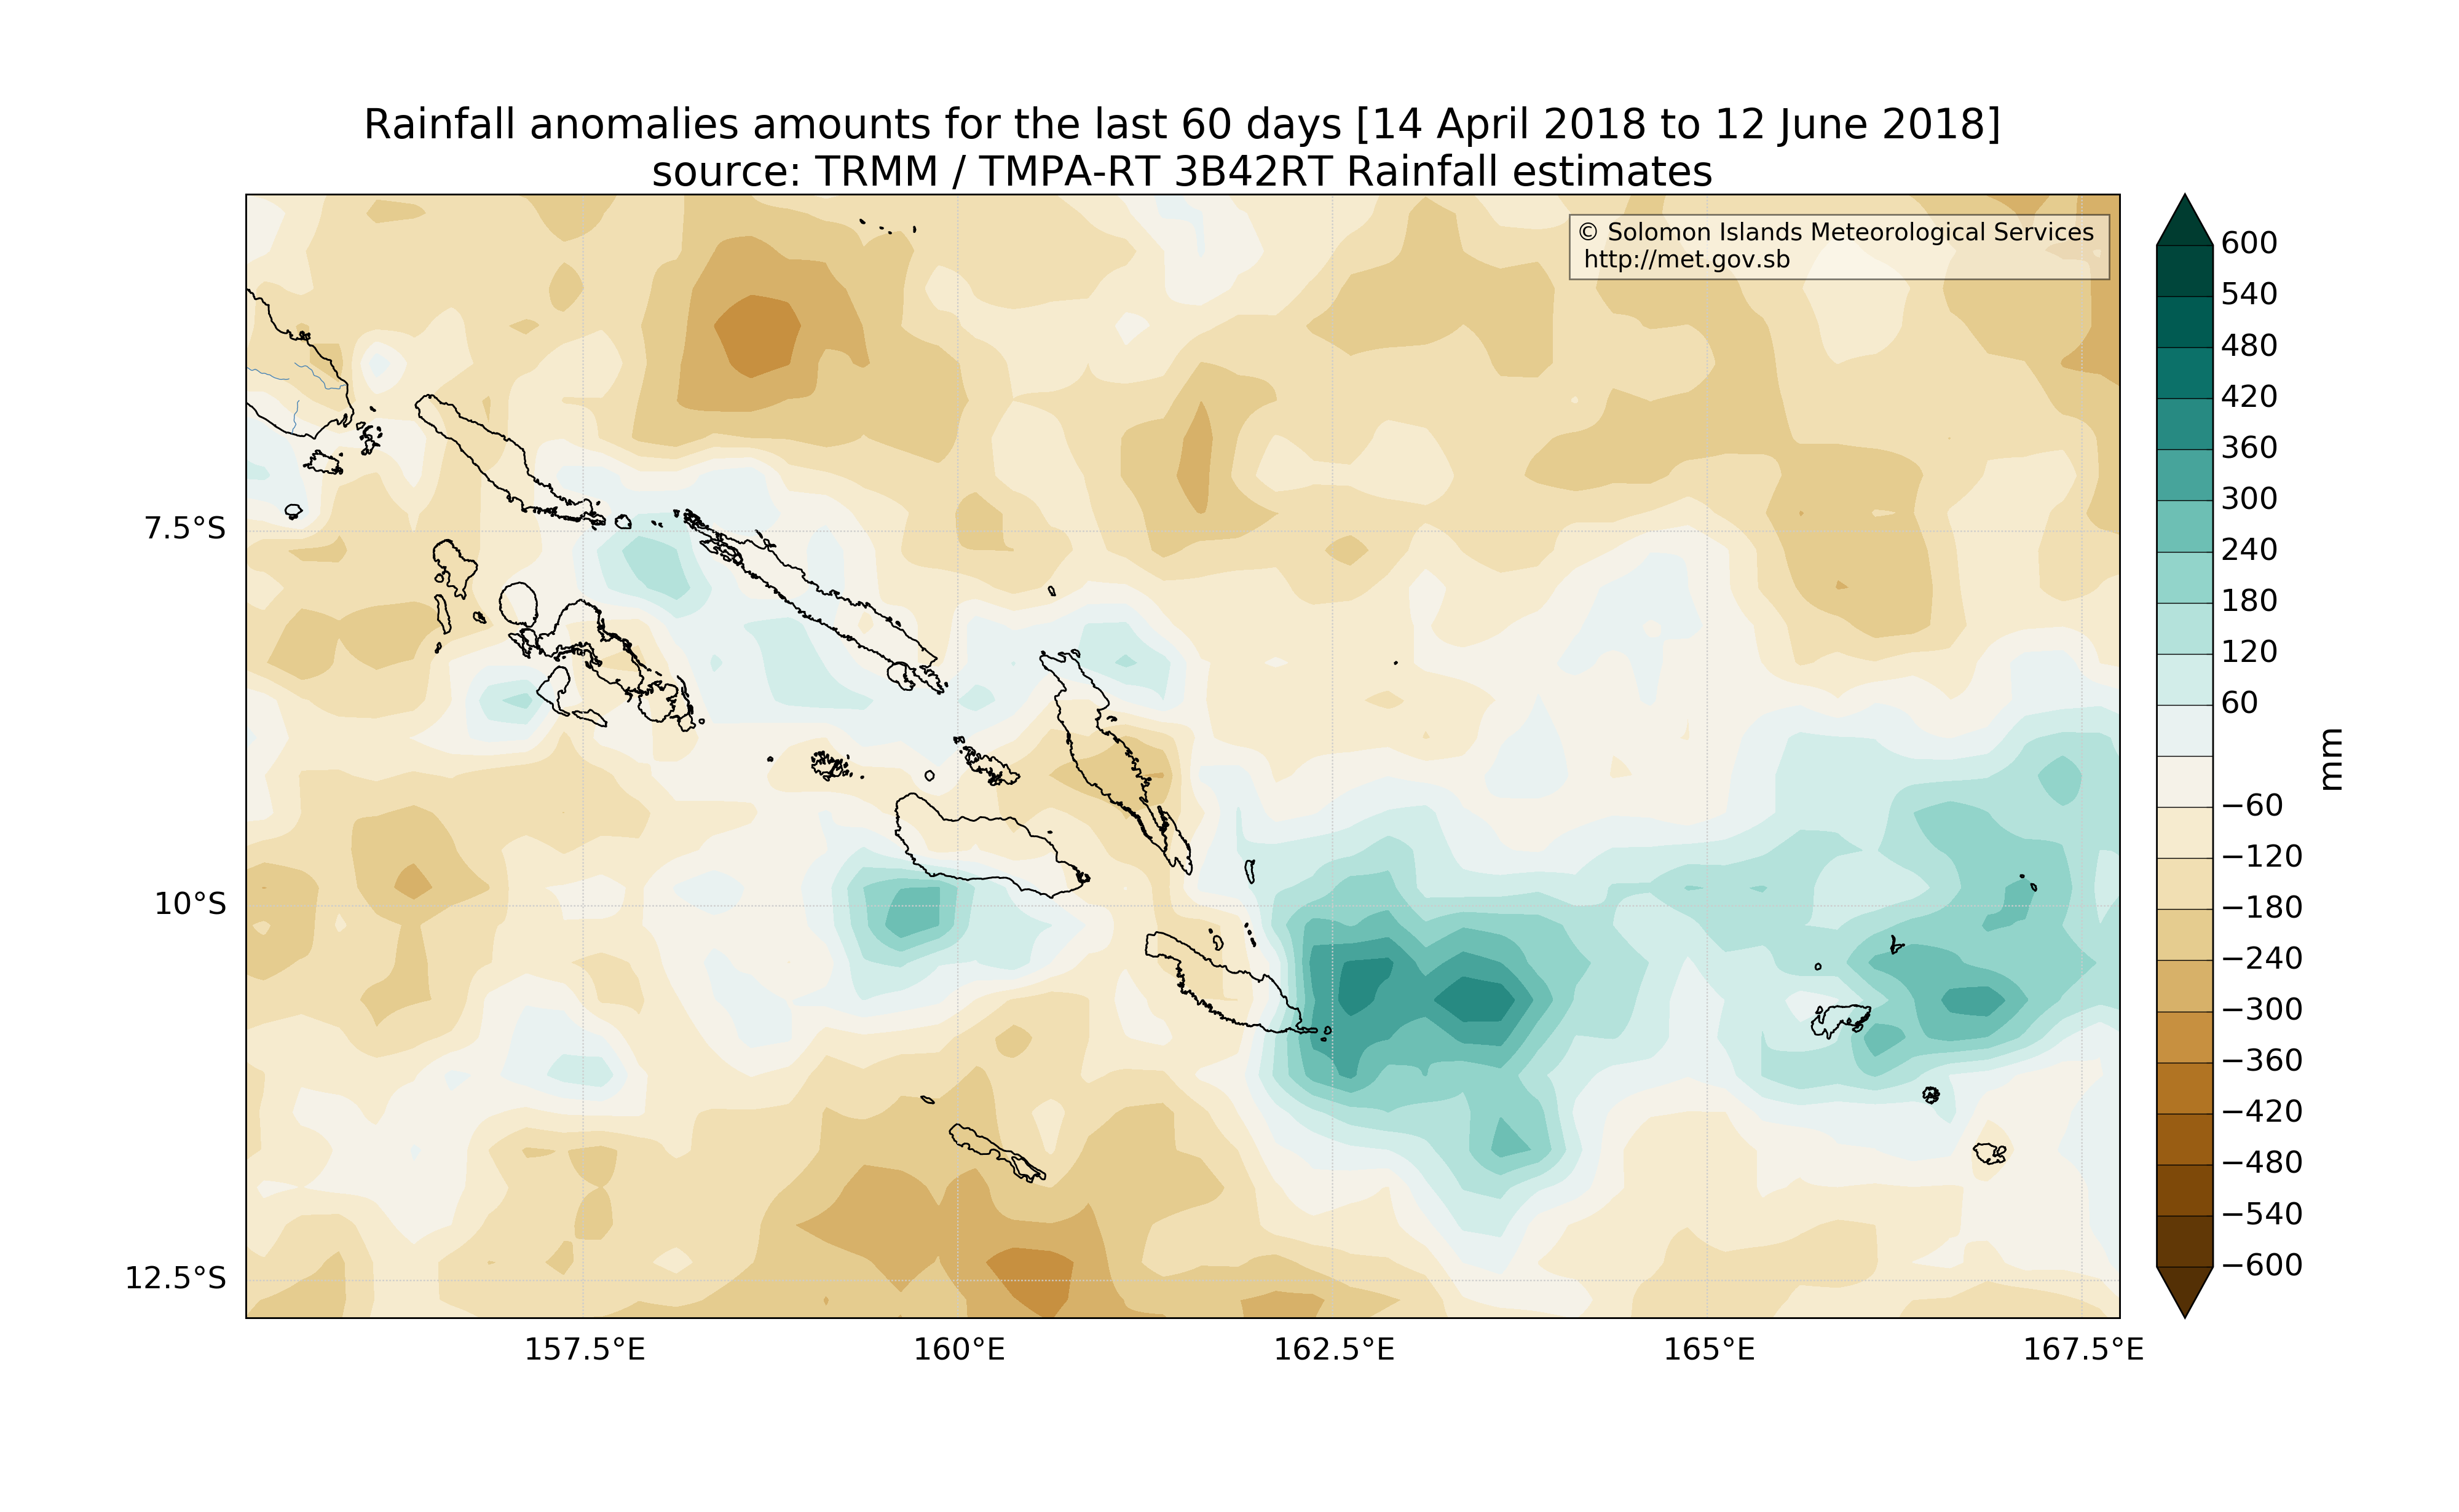 Rainfall anomalies amounts for the last 60 days [14 April 2018 to 12 June 2018]
source: TRMM / TMPA-RT 3B42RT Rainfall estimates
© Solomon Islands Meteorological Services
http://met.gov.sb
7.5°S
10°S
12.5°S
157.5°E
160°E
162.5°E
165°E
167.5°E
600
540
480
420
360
300
240
180
120
60
−60
−120
−180
−240
−300
−360
−420
−480
−540
−600
mm